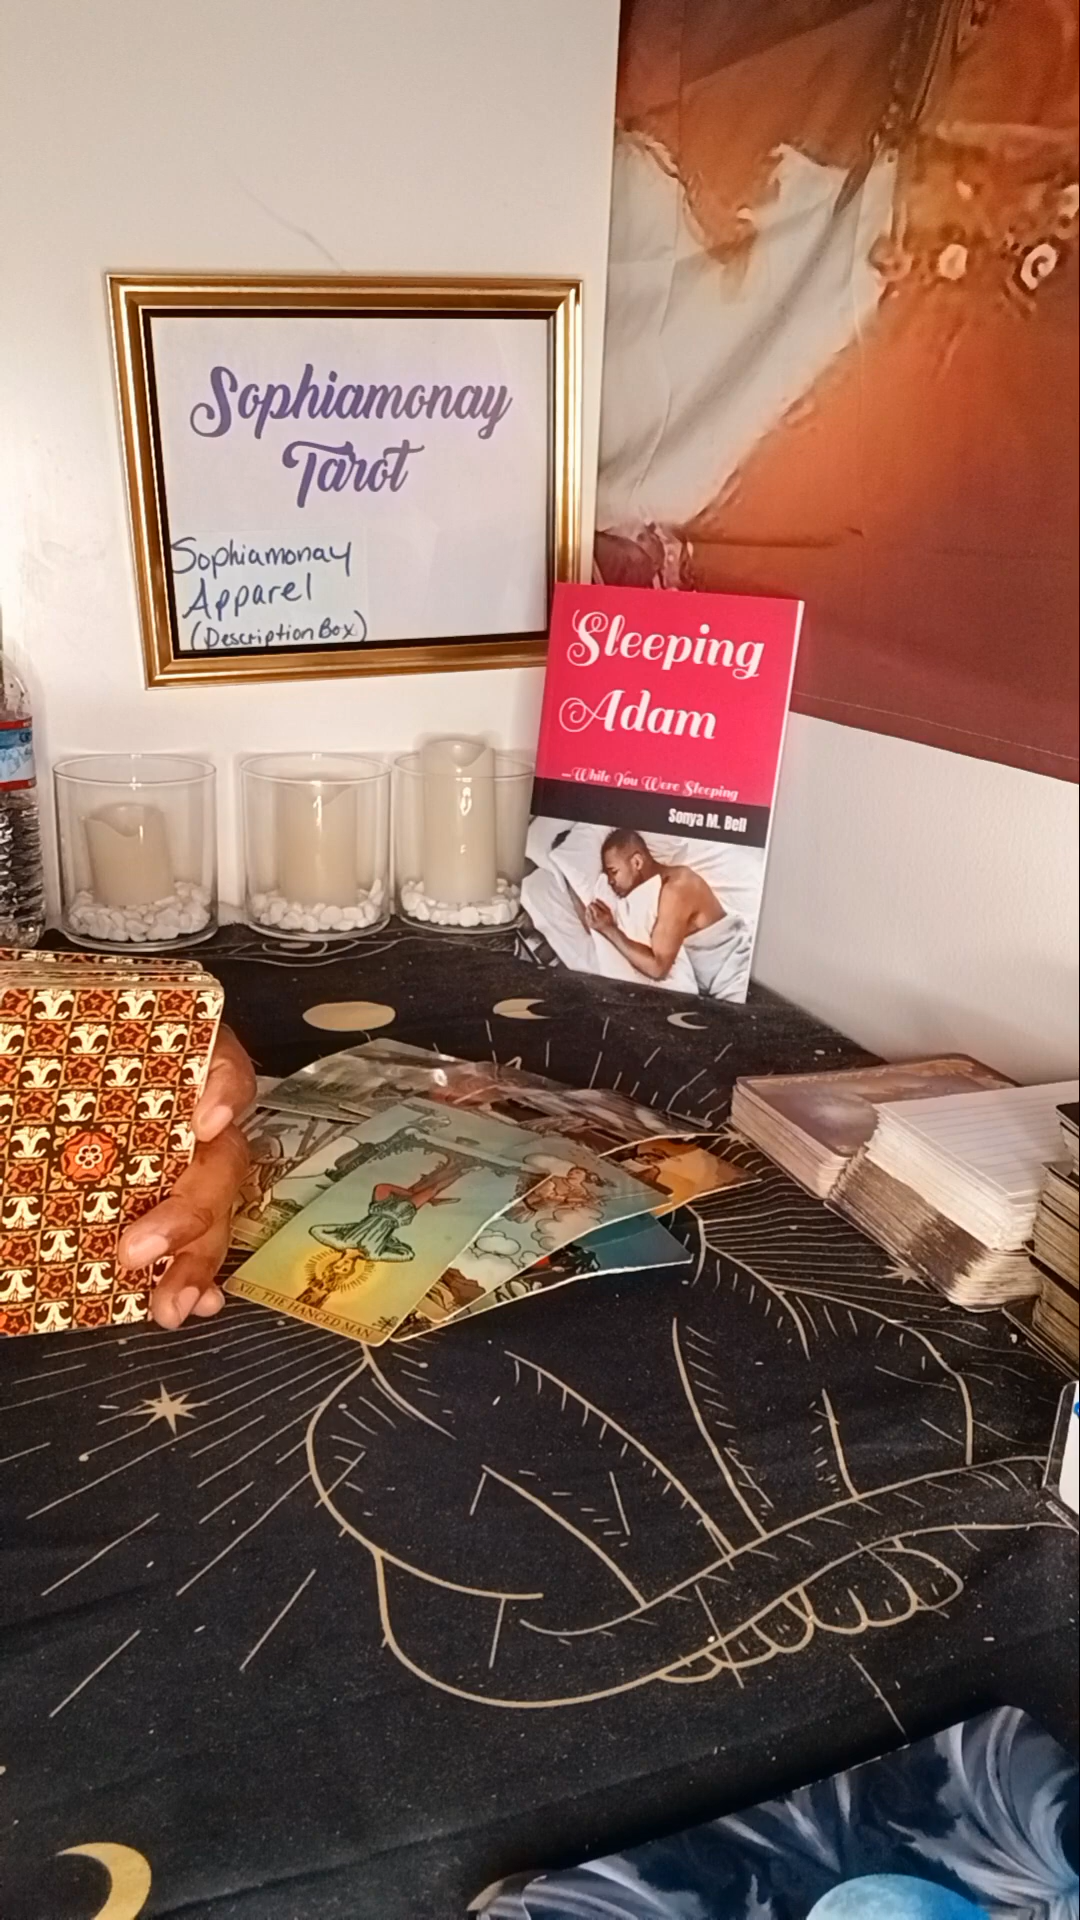 Sophiamonay
Tarot
Sophiamonay
Apparel
(Description Box)
Sleeping
Adam
...While You Were Sleeping
Sonya M. Bell
XII • THE HANGED MAN